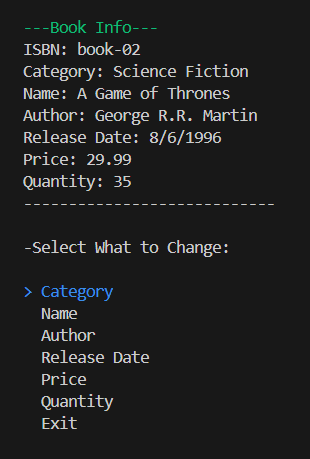 ---Book Info---
ISBN: book-02
Category: Science Fiction
Name: A Game of Thrones
Author: George R.R. Martin
Release Date: 8/6/1996
Price: 29.99
Quantity: 35
----------------------------
-Select What to Change:
> Category
Name
Author
Release Date
Price
Quantity
Exit